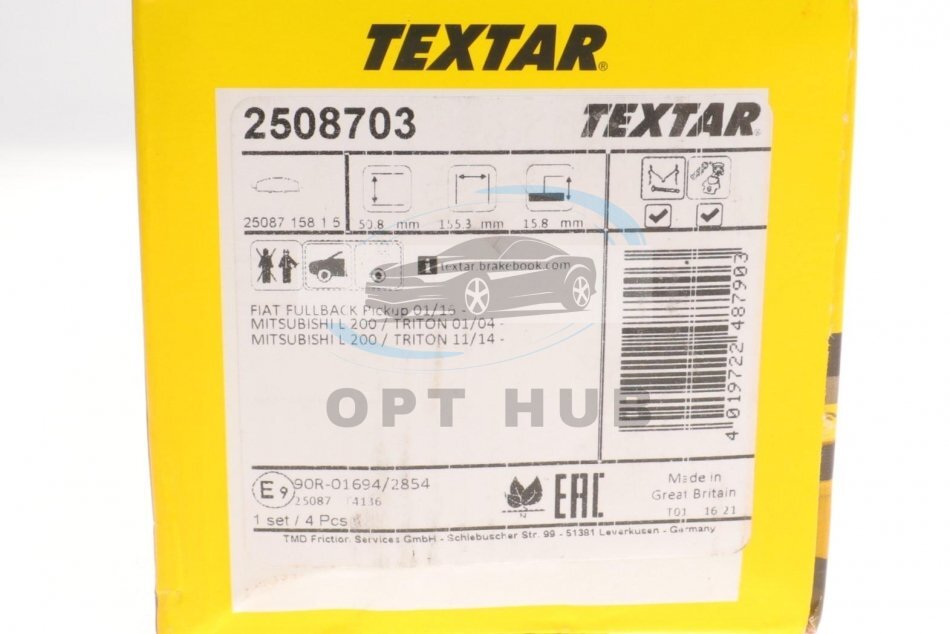 TEXTAR®
2508703
TEXTAR®
25087 158 1 5
50.8 mm
155.3 mm
15.8 mm
textar.brakebook.com
FIAT FULLBACK Pickup 01/15 -
MITSUBISHI L 200 / TRITON 01/04 -
MITSUBISHI L 200 / TRITON 11/14 -
OPT HUB
4 019722 487903
E9 90R-01694/2854
25087 T4136
1 set / 4 Pcs
N
EAC
Made in
Great Britain
T01 16 21
TMD Friction Services GmbH - Schlebuscher Str. 99 - 51381 Leverkusen - Germany